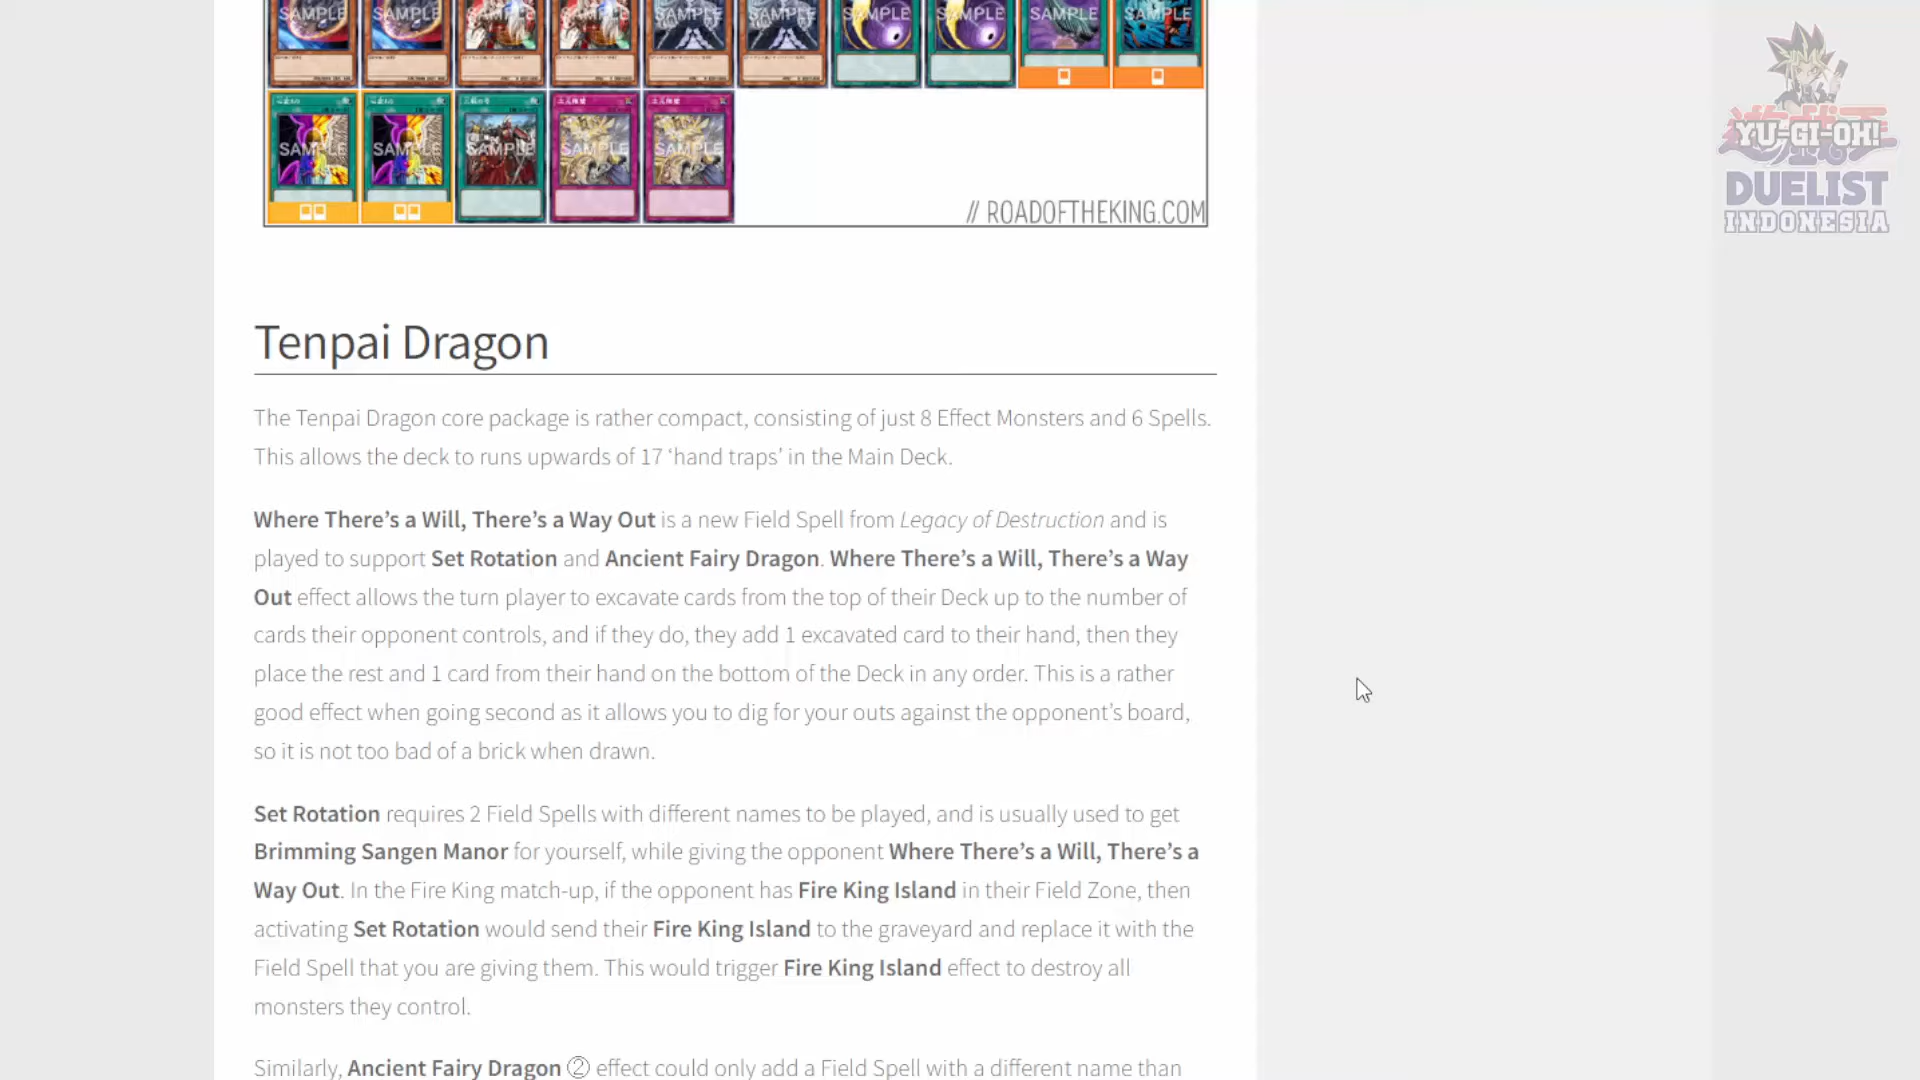 SAMPLE SAMPLE SAMPLE SAMPLE SAMPLE SAMPLE SAMPLE SAMPLE SAMPLE SAMPLE
SAMPLE SAMPLE SAMPLE SAMPLE SAMPLE
// ROADOFTHEKING.COM
YU-GI-OH!
DUELIST
INDONESIA
Tenpai Dragon
The Tenpai Dragon core package is rather compact, consisting of just 8 Effect Monsters and 6 Spells.
This allows the deck to runs upwards of 17 ‘hand traps’ in the Main Deck.
Where There’s a Will, There’s a Way Out is a new Field Spell from Legacy of Destruction and is
played to support Set Rotation and Ancient Fairy Dragon. Where There’s a Will, There’s a Way
Out effect allows the turn player to excavate cards from the top of their Deck up to the number of
cards their opponent controls, and if they do, they add 1 excavated card to their hand, then they
place the rest and 1 card from their hand on the bottom of the Deck in any order. This is a rather
good effect when going second as it allows you to dig for your outs against the opponent’s board,
so it is not too bad of a brick when drawn.
Set Rotation requires 2 Field Spells with different names to be played, and is usually used to get
Brimming Sangen Manor for yourself, while giving the opponent Where There’s a Will, There’s a
Way Out. In the Fire King match-up, if the opponent has Fire King Island in their Field Zone, then
activating Set Rotation would send their Fire King Island to the graveyard and replace it with the
Field Spell that you are giving them. This would trigger Fire King Island effect to destroy all
monsters they control.
Similarly, Ancient Fairy Dragon ② effect could only add a Field Spell with a different name than